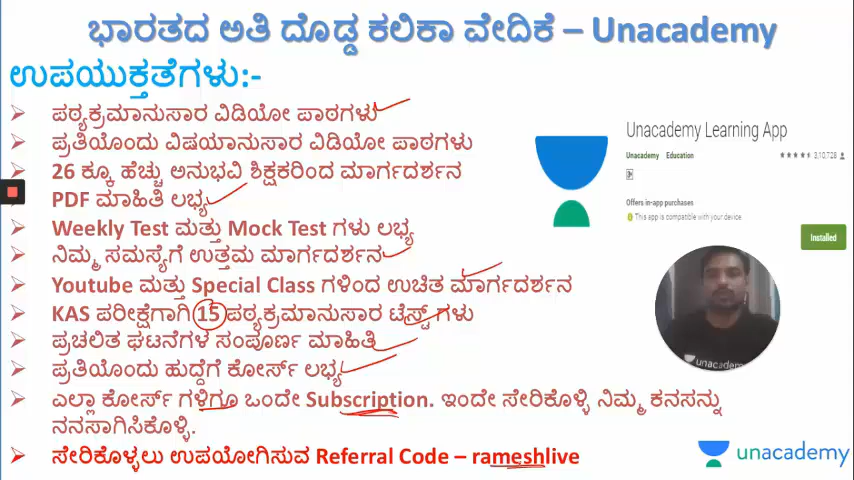 ಭಾರತದ ಅತಿ ದೊಡ್ಡ ಕಲಿಕಾ ವೇದಿಕೆ – Unacademy
ಉಪಯುಕ್ತತೆಗಳು:-
ಪಠ್ಯಕ್ರಮಾನುಸಾರ ವಿಡಿಯೋ ಪಾಠಗಳು
ಪ್ರತಿಯೊಂದು ವಿಷಯಾನುಸಾರ ವಿಡಿಯೋ ಪಾಠಗಳು
26 ಕ್ಕೂ ಹೆಚ್ಚು ಅನುಭವಿ ಶಿಕ್ಷಕರಿಂದ ಮಾರ್ಗದರ್ಶನ
PDF ಮಾಹಿತಿ ಲಭ್ಯ
Weekly Test ಮತ್ತು Mock Test ಗಳು ಲಭ್ಯ
ನಿಮ್ಮ ಸಮಸ್ಯೆಗೆ ಉತ್ತಮ ಮಾರ್ಗದರ್ಶನ
Youtube ಮತ್ತು Special Class ಗಳಿಂದ ಉಚಿತ ಮಾರ್ಗದರ್ಶನ
KAS ಪರೀಕ್ಷೆಗಾಗಿ 15 ಪಠ್ಯಕ್ರಮಾನುಸಾರ ಟೆಸ್ಟ್ ಗಳು
ಪ್ರಚಲಿತ ಘಟನೆಗಳ ಸಂಪೂರ್ಣ ಮಾಹಿತಿ
ಪ್ರತಿಯೊಂದು ಹುದ್ದೆಗೆ ಕೋರ್ಸ್ ಲಭ್ಯ
ಎಲ್ಲಾ ಕೋರ್ಸ್ ಗಳಿಗೂ ಒಂದೇ Subscription. ಇಂದೇ ಸೇರಿಕೊಳ್ಳಿ ನಿಮ್ಮ ಕನಸನ್ನು
ನನಸಾಗಿಸಿಕೊಳ್ಳಿ.
ಸೇರಿಕೊಳ್ಳಲು ಉಪಯೋಗಿಸುವ Referral Code – rameshlive
Unacademy Learning App
Unacademy Education 3,10,728
Offers in-app purchases
This app is compatible with your device.
Installed
unacademy
unacademy